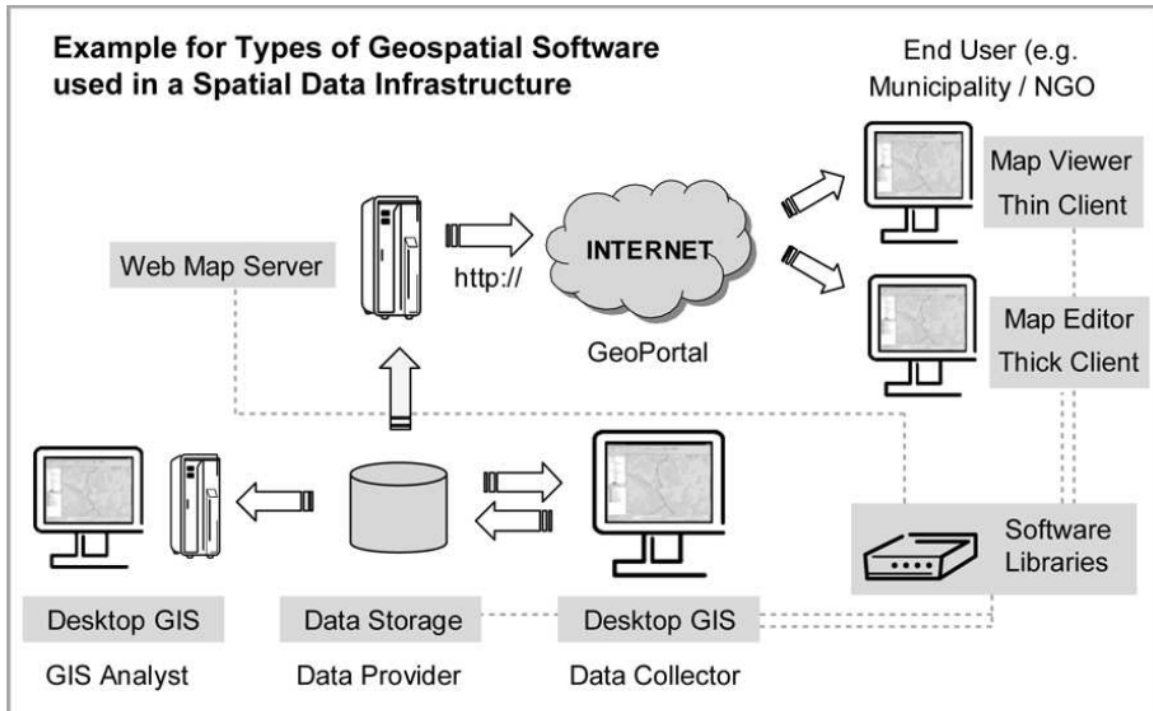 Example for Types of Geospatial Software
used in a Spatial Data Infrastructure
End User (e.g.
Municipality / NGO
Map Viewer
Thin Client
Web Map Server
http://
INTERNET
GeoPortal
Map Editor
Thick Client
Software
Libraries
Desktop GIS
Data Storage
Desktop GIS
GIS Analyst
Data Provider
Data Collector